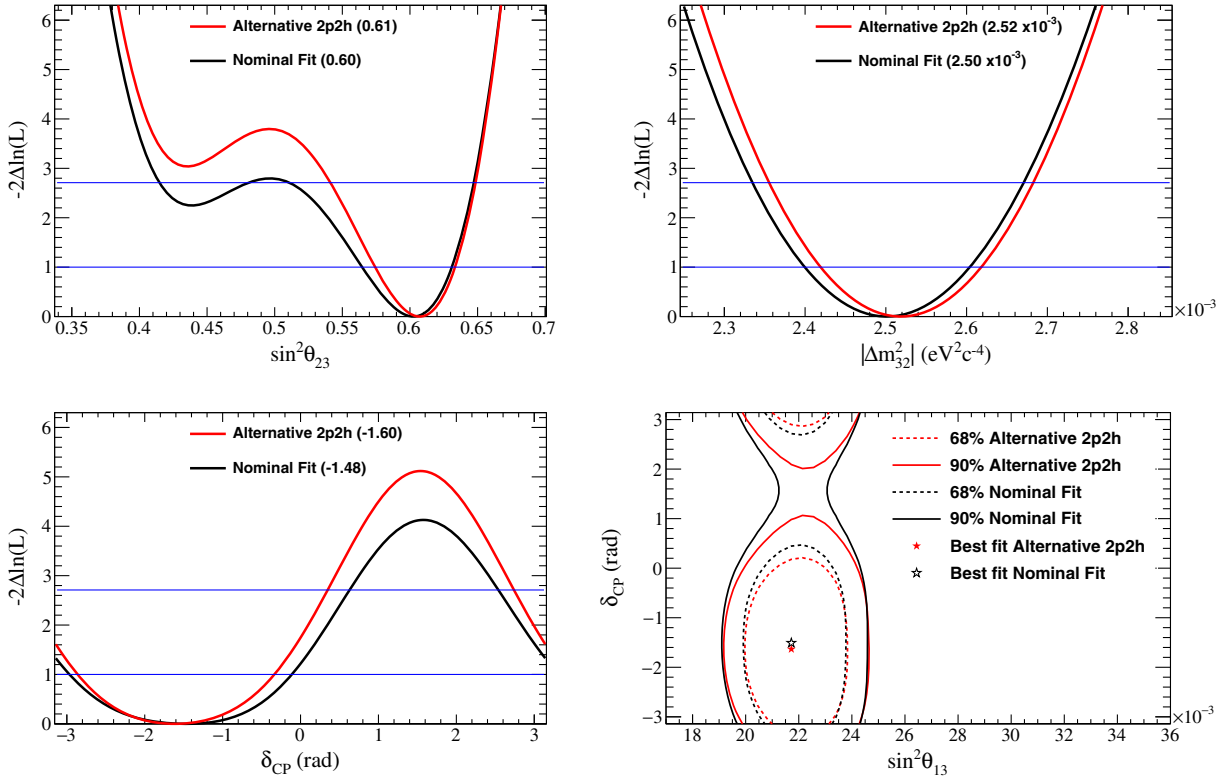 Alternative 2p2h (0.61)
Nominal Fit (0.60)
-2Δln(L)
6
5
4
3
2
1
0
0.35 0.4 0.45 0.5 0.55 0.6 0.65 0.7
sin²θ₂₃
Alternative 2p2h (2.52 x10⁻³)
Nominal Fit (2.50 x10⁻³)
-2Δln(L)
6
5
4
3
2
1
0
2.3 2.4 2.5 2.6 2.7 2.8
×10⁻³
|Δm²₃₂| (eV²c⁻⁴)
Alternative 2p2h (-1.60)
Nominal Fit (-1.48)
-2Δln(L)
6
5
4
3
2
1
0
−3 −2 −1 0 1 2 3
δCP (rad)
68% Alternative 2p2h
90% Alternative 2p2h
68% Nominal Fit
90% Nominal Fit
Best fit Alternative 2p2h
Best fit Nominal Fit
δCP (rad)
3
2
1
0
−1
−2
−3
18 20 22 24 26 28 30 32 34 36
×10⁻³
sin²θ₁₃